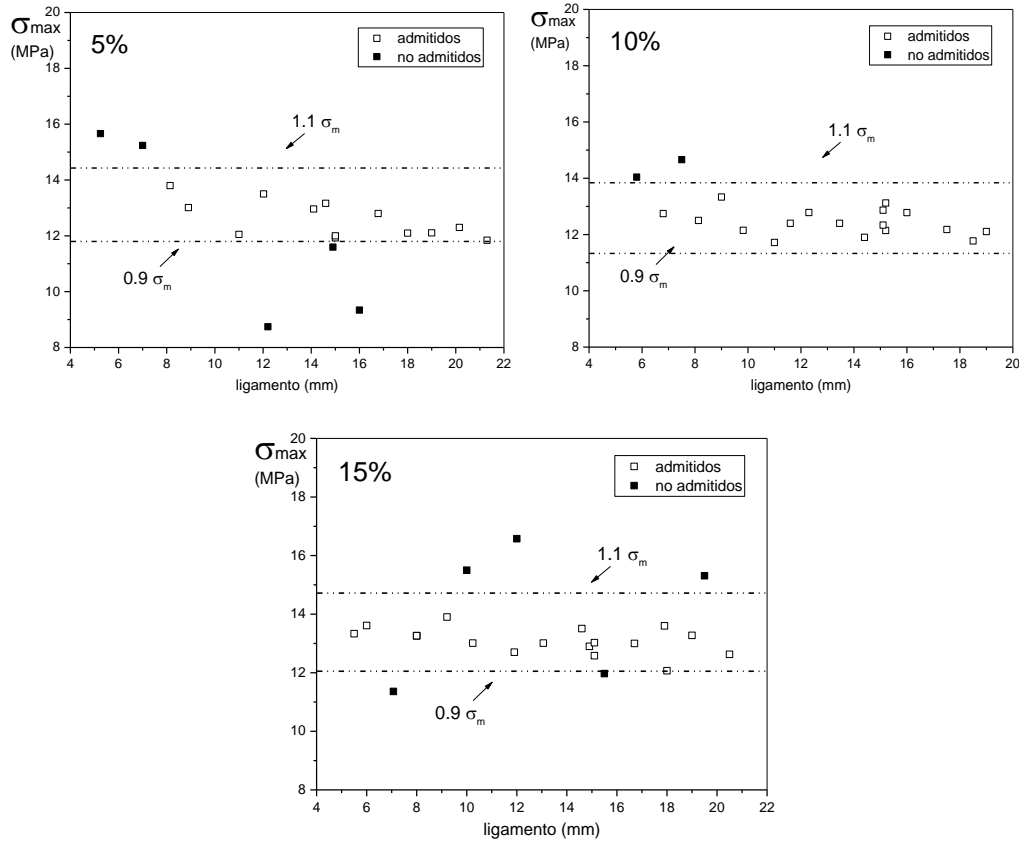 σmax
(MPa)
5%
admitidos
no admitidos
1.1 σm
0.9 σm
20
18
16
14
12
10
8
4 6 8 10 12 14 16 18 20 22
ligamento (mm)
σmax
(MPa)
10%
admitidos
no admitidos
1.1 σm
0.9 σm
20
18
16
14
12
10
8
4 6 8 10 12 14 16 18 20
ligamento (mm)
σmax
(MPa)
15%
admitidos
no admitidos
1.1 σm
0.9 σm
20
18
16
14
12
10
8
4 6 8 10 12 14 16 18 20 22
ligamento (mm)